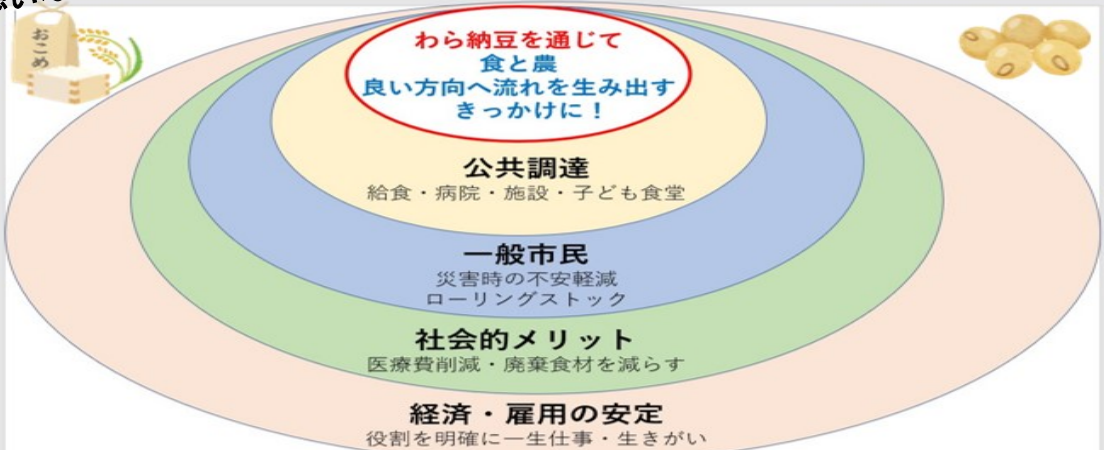 おこめ
わら納豆を通じて
食と農
良い方向へ流れを生み出す
きっかけに！
公共調達
給食・病院・施設・子ども食堂
一般市民
災害時の不安軽減
ローリングストック
社会的メリット
医療費削減・廃棄食材を減らす
経済・雇用の安定
役割を明確に一生仕事・生きがい